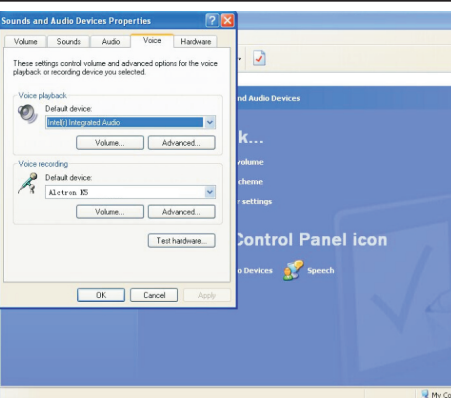 Sounds and Audio Devices Properties
Volume Sounds Audio Voice Hardware
These settings control volume and advanced options for the voice
playback or recording device you selected.
Voice playback
Default device:
Intel(r) Integrated Audio
Volume... Advanced...
Voice recording
Default device:
Alctron K5
Volume... Advanced...
Test hardware...
OK Cancel Apply
nd Audio Devices
k...
volume
cheme
r settings
Control Panel icon
o Devices Speech
My Co